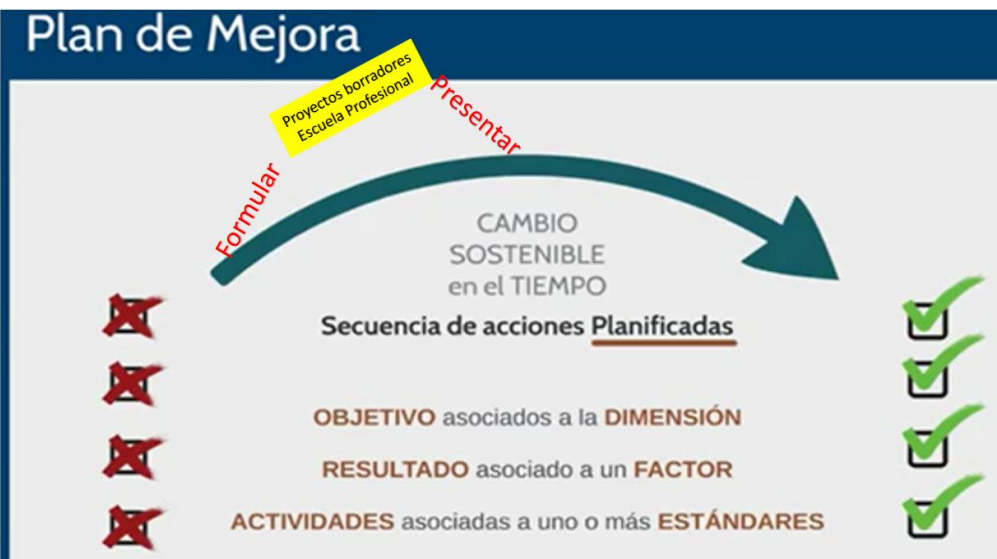 Plan de Mejora
Proyectos borradores
Escuela Profesional
Formular
Presentar
CAMBIO
SOSTENIBLE
en el TIEMPO
Secuencia de acciones Planificadas
OBJETIVO asociados a la DIMENSIÓN
RESULTADO asociado a un FACTOR
ACTIVIDADES asociadas a uno o más ESTÁNDARES